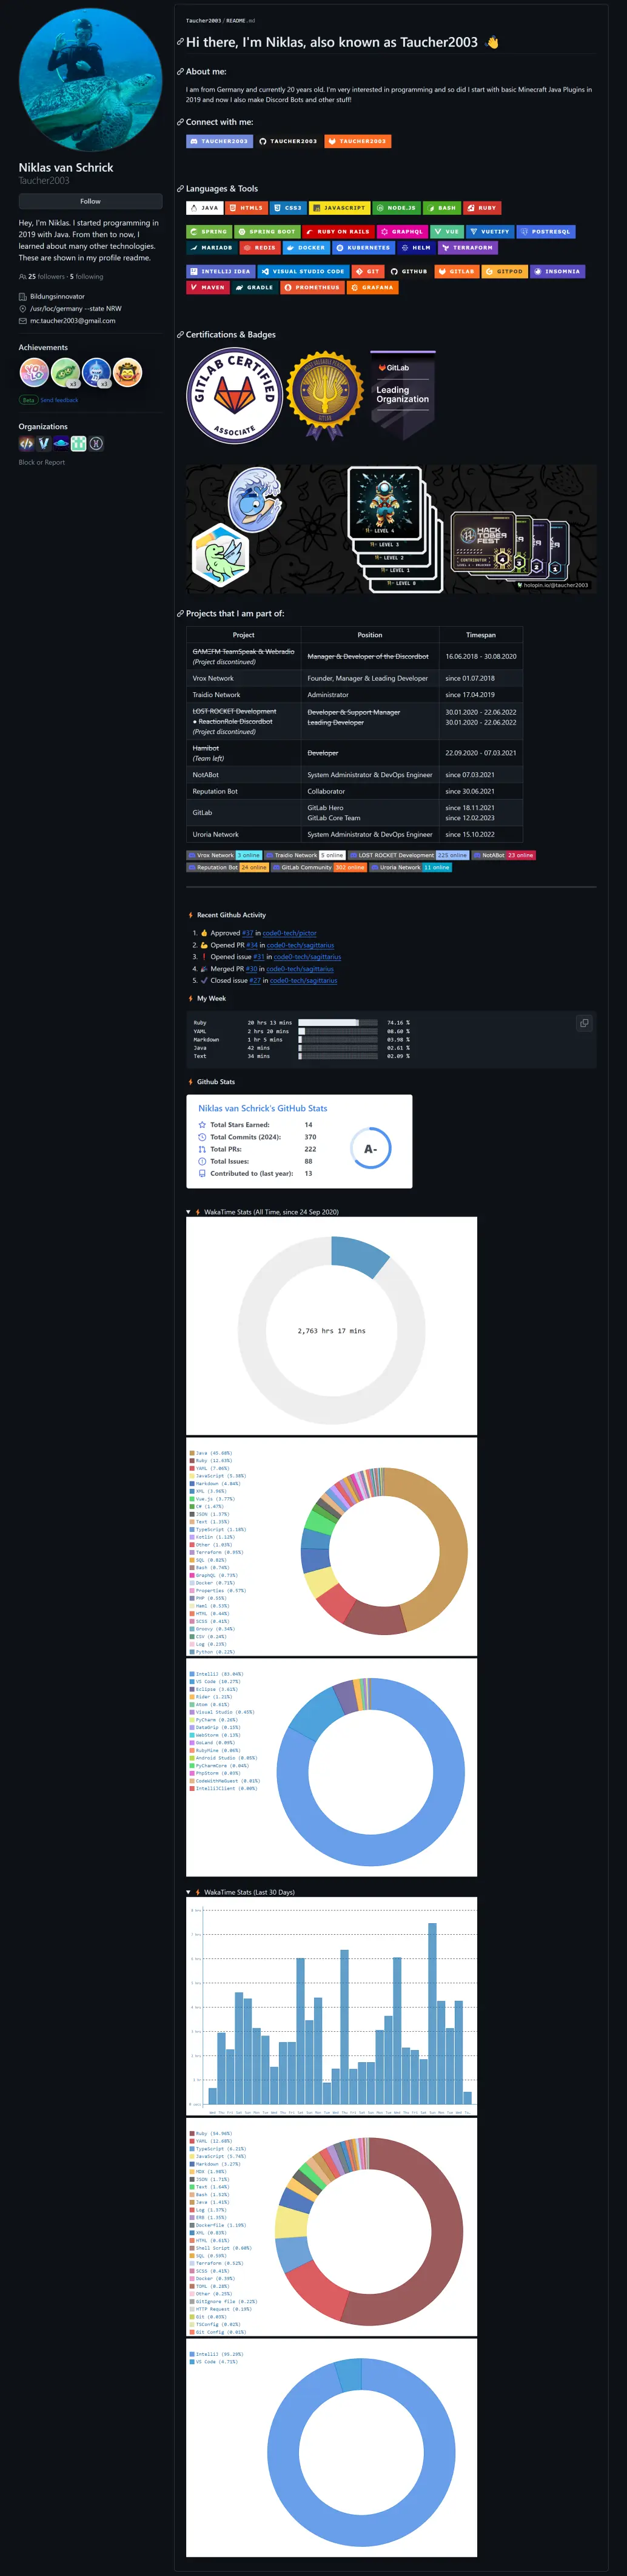 Niklas van Schrick
Taucher2003
Follow
Hey, I'm Niklas. I started programming in
2019 with Java. From then to now, I
learned about many other technologies.
These are shown in my profile readme.
25 followers · 5 following
Bildungsinnovator
/usr/loc/germany --state NRW
mc.taucher2003@gmail.com
Achievements
YOLO
x3
x1
Beta Send feedback
Organizations
Block or Report
Taucher2003/README.md
Hi there, I'm Niklas, also known as Taucher2003 👋
About me:
I am from Germany and currently 20 years old. I'm very interested in programming and so did I start with basic Minecraft Java Plugins in
2019 and now I also make Discord Bots and other stuff!
Connect with me:
TAUCHER2003 TAUCHER2003 TAUCHER2003
Languages & Tools
JAVA HTML5 CSS3 JAVASCRIPT NODE.JS BASH RUBY
SPRING SPRING BOOT RUBY ON RAILS GRAPHQL VUE VUETIFY POSTRESQL
MARIADB REDIS DOCKER KUBERNETES HELM TERRAFORM
INTELLIJ IDEA VISUAL STUDIO CODE GIT GITHUB GITLAB GITPOD INSOMNIA
MAVEN GRADLE PROMETHEUS GRAFANA
Certifications & Badges
GITLAB CERTIFIED
ASSOCIATE
GITLAB
GitLab
Leading
Organization
LEVEL 4
LEVEL 3
LEVEL 2
LEVEL 1
LEVEL 0
HACK
TOBER
FEST
CONTRIBUTOR
4
3
2
1
holopin.io/@taucher2003
Projects that I am part of:
Project Position Timespan
GAMΞFM TeamSpeak & Webradio
(Project discontinued)
Manager & Developer of the Discordbot
16.06.2018 - 30.08.2020
Vrox Network Founder, Manager & Leading Developer since 01.07.2018
Traidio Network Administrator since 17.04.2019
LOST ROCKET Development Developer & Support Manager 30.01.2020 - 22.06.2022
● ReactionRole Discordbot Leading Developer 30.01.2020 - 22.06.2022
(Project discontinued)
Hamibot
(Team left)
Developer
22.09.2020 - 07.03.2021
NotABot System Administrator & DevOps Engineer since 07.03.2021
Reputation Bot Collaborator since 30.06.2021
GitLab
GitLab Hero since 18.11.2021
GitLab Core Team since 12.02.2023
Uroria Network System Administrator & DevOps Engineer since 15.10.2022
Vrox Network 3 online Traidio Network 5 online LOST ROCKET Development 225 online NotABot 23 online
Reputation Bot 24 online GitLab Community 302 online Uroria Network 11 online
⚡ Recent Github Activity
1. 👍 Approved #37 in code0-tech/pictor
2. 💪 Opened PR #34 in code0-tech/sagittarius
3. ❗ Opened issue #31 in code0-tech/sagittarius
4. 🎉 Merged PR #30 in code0-tech/sagittarius
5. ✔️ Closed issue #27 in code0-tech/sagittarius
⚡ My Week
Ruby 20 hrs 13 mins 74.16 %
YAML 2 hrs 20 mins 08.60 %
Markdown 1 hr 5 mins 03.98 %
Java 42 mins 02.61 %
Text 34 mins 02.09 %
⚡ Github Stats
Niklas van Schrick's GitHub Stats
Total Stars Earned: 14
Total Commits (2024): 370
Total PRs: 222
Total Issues: 88
Contributed to (last year): 13
A-
▼ ⚡ WakaTime Stats (All Time, since 24 Sep 2020)
2,763 hrs 17 mins
Java (45.68%)
Ruby (12.63%)
YAML (7.06%)
JavaScript (5.38%)
Markdown (4.84%)
XML (3.96%)
Vue.js (3.77%)
C# (1.47%)
JSON (1.37%)
Text (1.35%)
TypeScript (1.18%)
Kotlin (1.12%)
Other (1.03%)
Terraform (0.95%)
SQL (0.82%)
Bash (0.74%)
GraphQL (0.73%)
Docker (0.71%)
Properties (0.57%)
PHP (0.55%)
Haml (0.53%)
HTML (0.44%)
SCSS (0.41%)
Groovy (0.34%)
CSV (0.24%)
Log (0.23%)
Python (0.22%)
IntelliJ (83.04%)
VS Code (10.27%)
Eclipse (3.61%)
Rider (1.21%)
Atom (0.61%)
Visual Studio (0.45%)
PyCharm (0.26%)
DataGrip (0.15%)
WebStorm (0.13%)
GoLand (0.09%)
RubyMine (0.06%)
Android Studio (0.05%)
PyCharmCore (0.04%)
PhpStorm (0.03%)
CodeWithMeGuest (0.01%)
IntelliJClient (0.00%)
▼ ⚡ WakaTime Stats (Last 30 Days)
Ruby (54.94%)
YAML (12.68%)
TypeScript (6.21%)
JavaScript (5.74%)
Markdown (3.27%)
MDX (1.90%)
JSON (1.71%)
Text (1.64%)
Bash (1.52%)
Java (1.41%)
Log (1.37%)
ERB (1.35%)
Dockerfile (1.19%)
XML (0.83%)
HTML (0.81%)
Shell Script (0.60%)
SQL (0.59%)
Terraform (0.52%)
SCSS (0.41%)
Docker (0.39%)
TOML (0.28%)
Other (0.25%)
GitIgnore file (0.22%)
HTTP Request (0.10%)
Git (0.03%)
TSConfig (0.02%)
Git Config (0.01%)
IntelliJ (95.28%)
VS Code (4.71%)